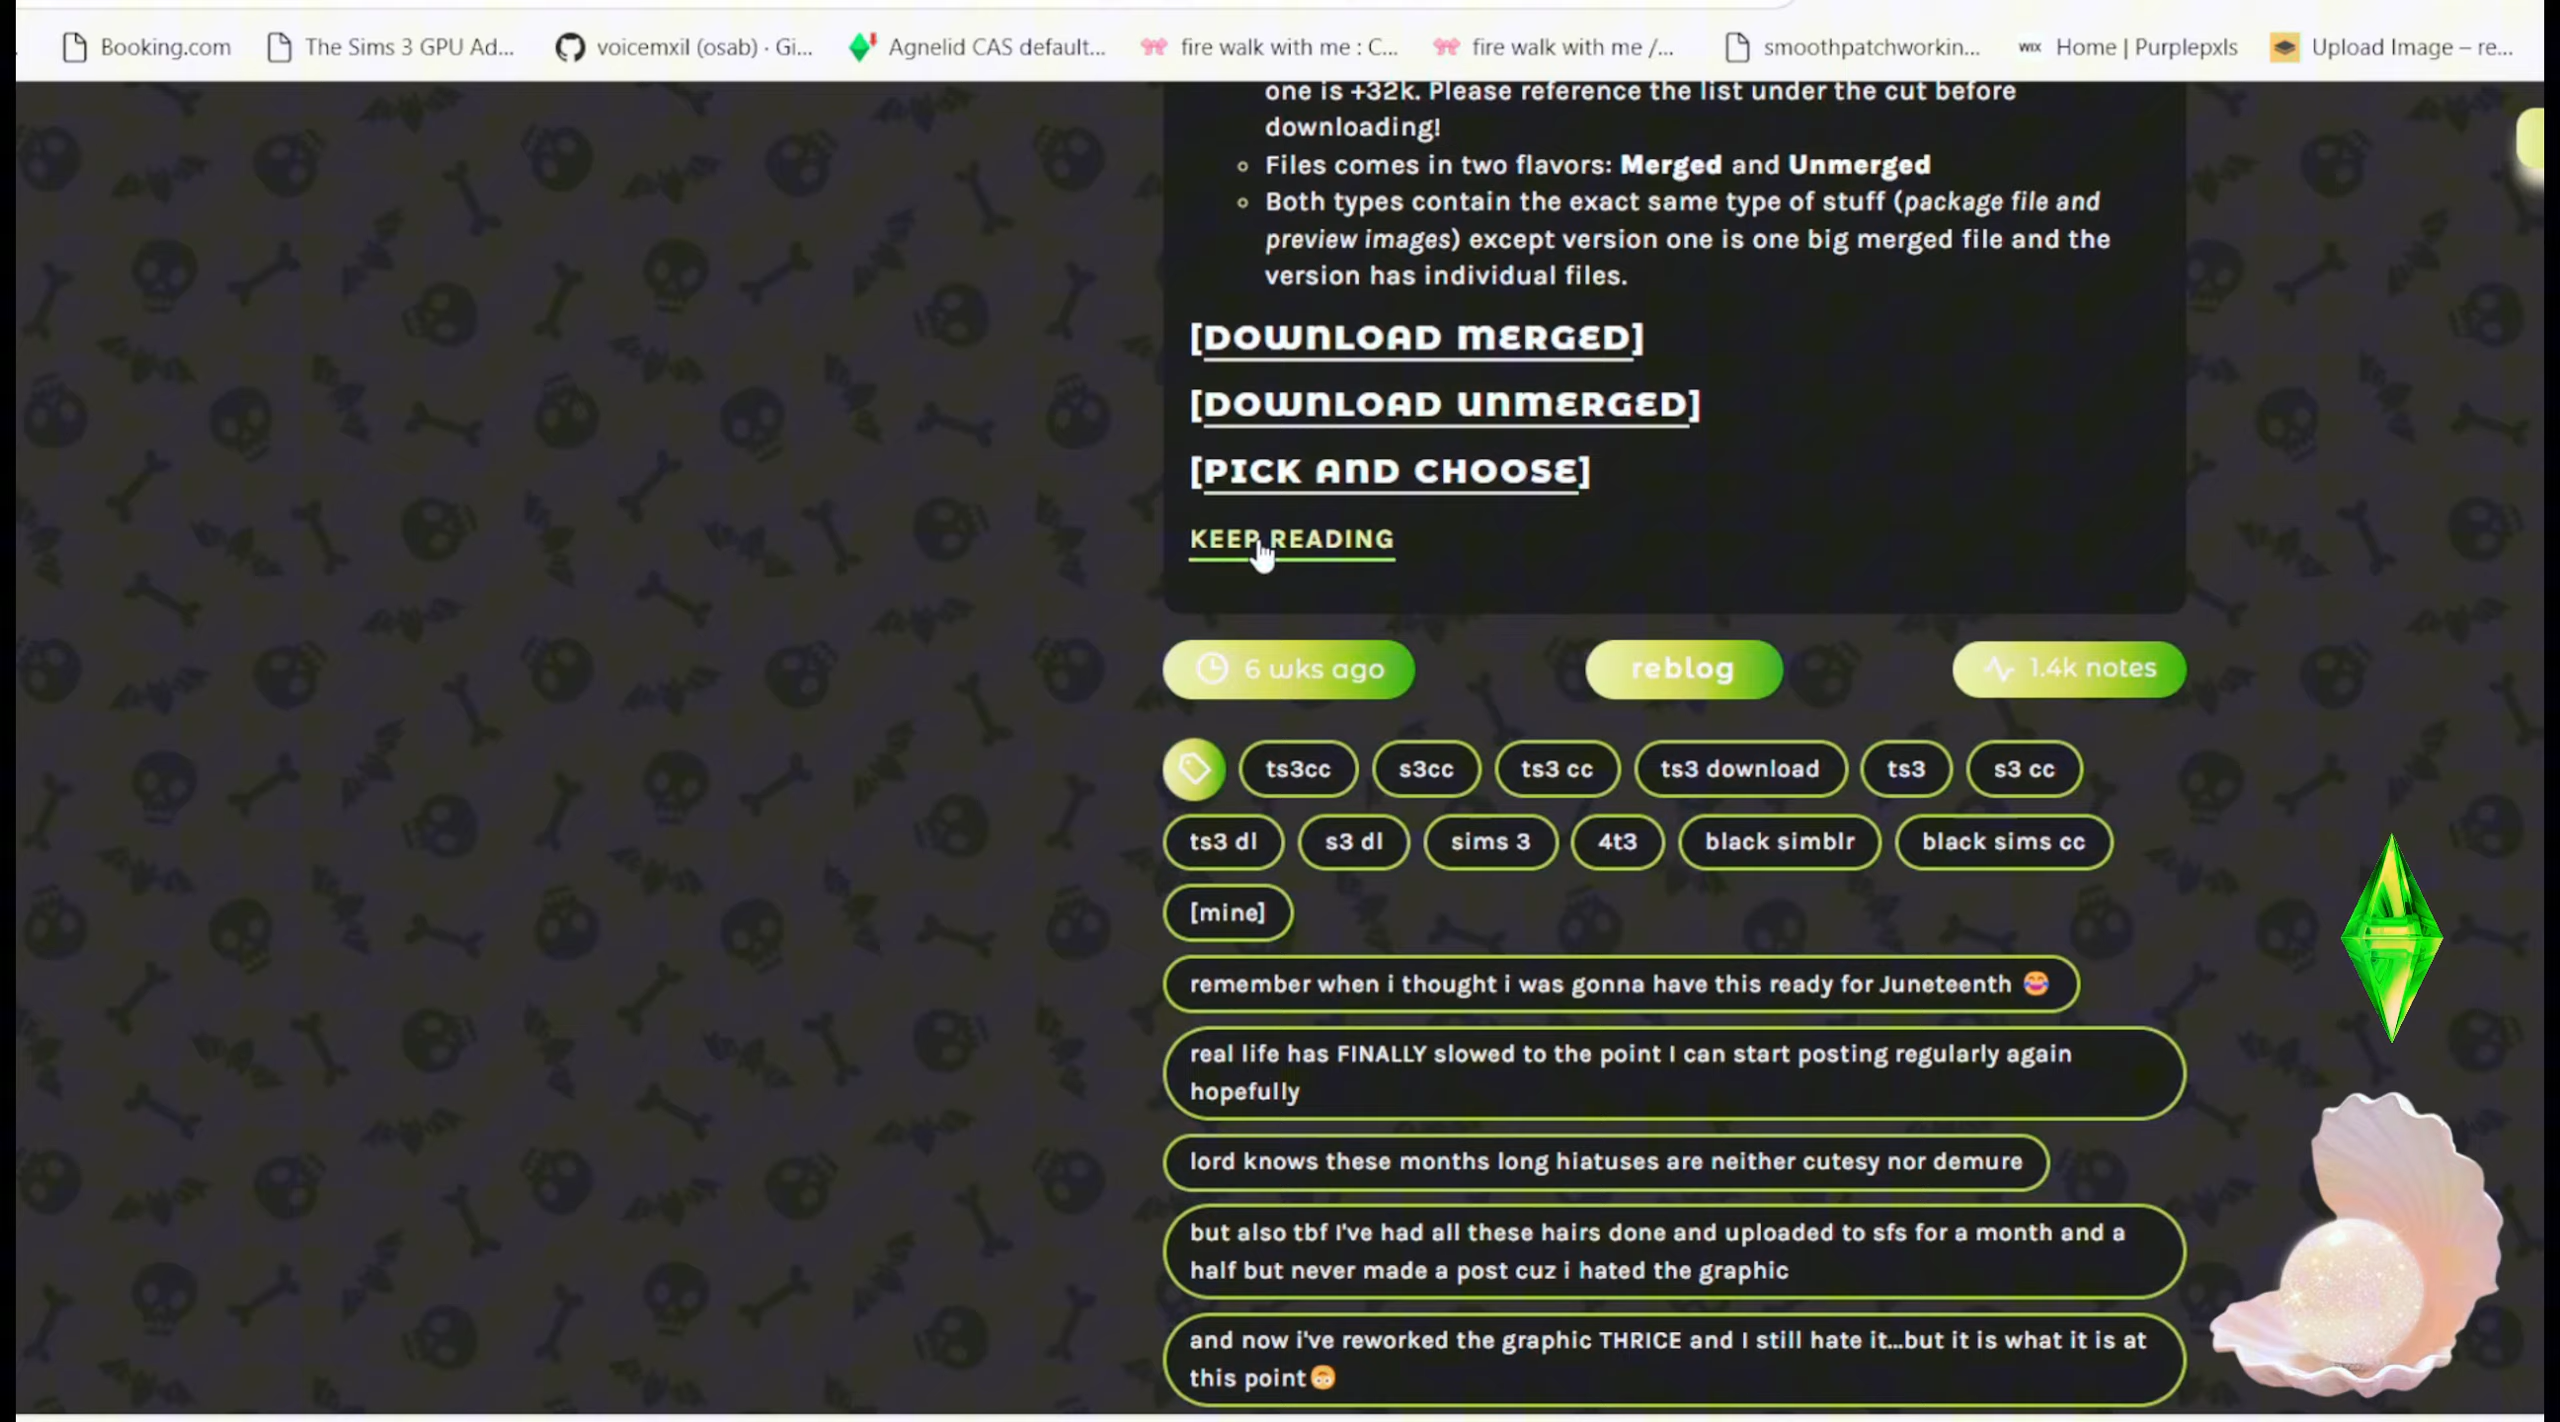 Booking.com
The Sims 3 GPU Ad...
voicemxil (osab) · Gi...
Agnelid CAS default...
fire walk with me : C...
fire walk with me /...
smoothpatchworkin...
WIX Home | Purplepxls
Upload Image – re...
one is +32k. Please reference the list under the cut before
downloading!
Files comes in two flavors: Merged and Unmerged
Both types contain the exact same type of stuff (package file and
preview images) except version one is one big merged file and the
version has individual files.
[DOWNLOAD MERGED]
[DOWNLOAD UNMERGED]
[PICK AND CHOOSE]
KEEP READING
6 wks ago
reblog
1.4k notes
ts3cc
s3cc
ts3 cc
ts3 download
ts3
s3 cc
ts3 dl
s3 dl
sims 3
4t3
black simblr
black sims cc
[mine]
remember when i thought i was gonna have this ready for Juneteenth 😂
real life has FINALLY slowed to the point I can start posting regularly again
hopefully
lord knows these months long hiatuses are neither cutesy nor demure
but also tbf I've had all these hairs done and uploaded to sfs for a month and a
half but never made a post cuz i hated the graphic
and now i've reworked the graphic THRICE and I still hate it...but it is what it is at
this point🙃